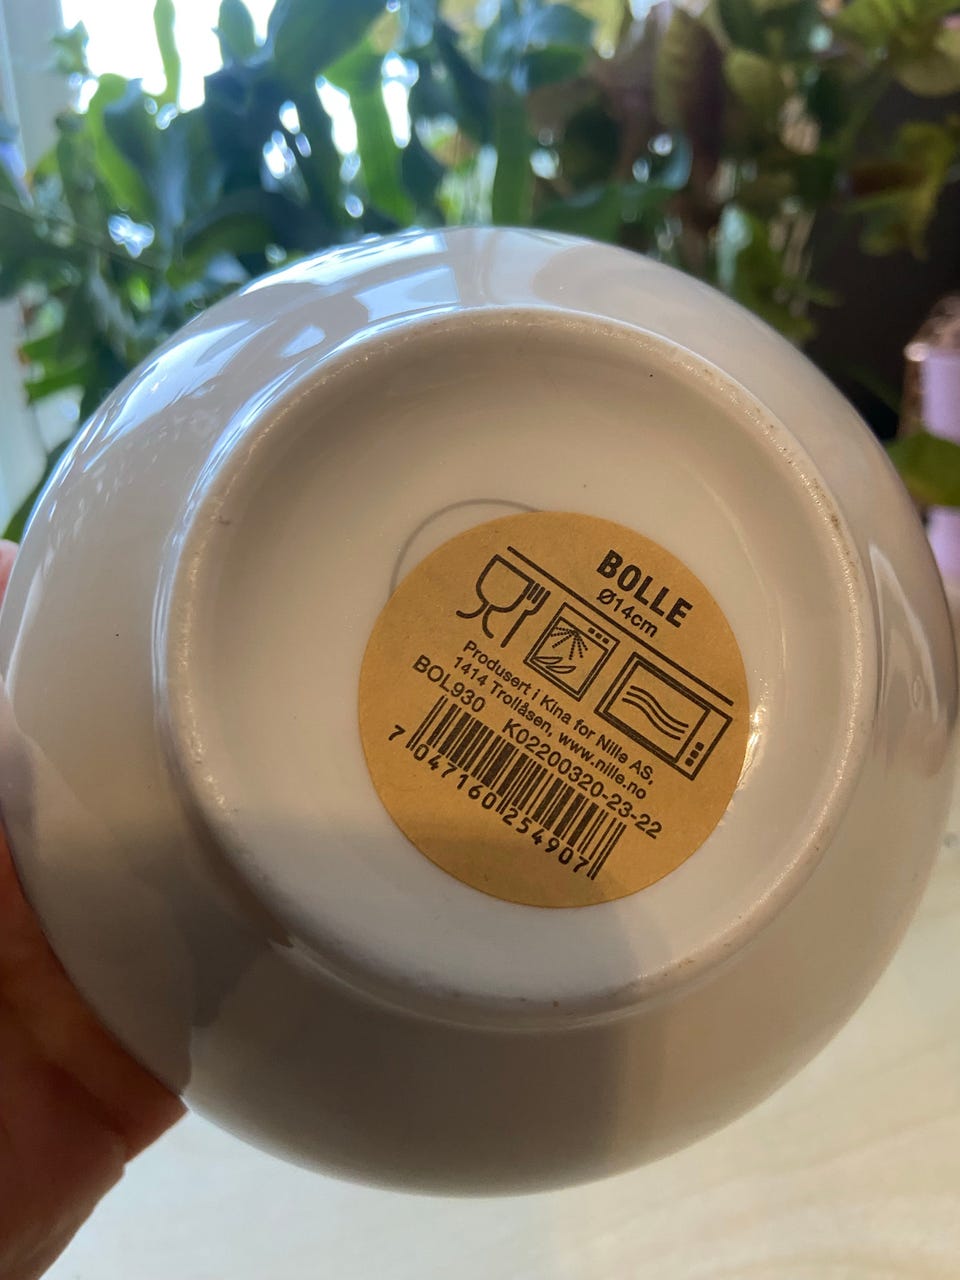 BOLLE
Ø14cm
Produsert i Kina for Nille AS,
1414 Trollåsen, www.nille.no
BOL930 K02200320-23-22
7 047160 254907